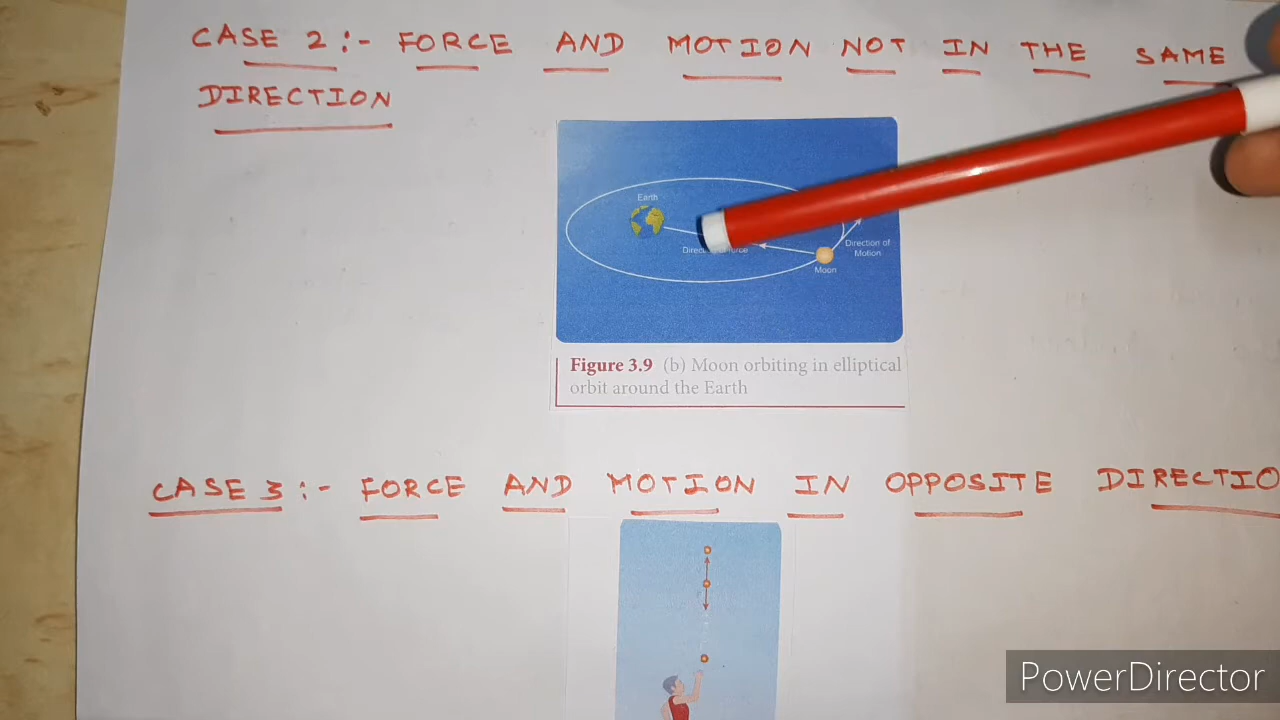 CASE 2:- FORCE AND MOTION NOT IN THE SAME
DIRECTION
Earth
Direction of
Motion
Moon
Figure 3.9 (b) Moon orbiting in elliptical
orbit around the Earth
CASE 3:- FORCE AND MOTION IN OPPOSITE DIRECTIO
PowerDirector